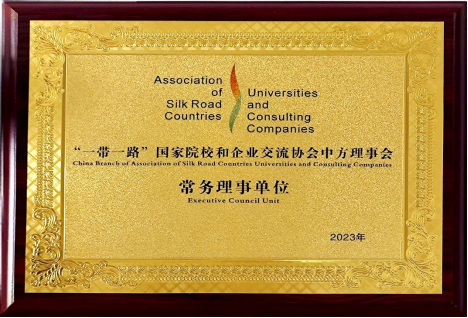 Association
of
Silk Road
Countries
Universities
and
Consulting
Companies
“一带一路”国家院校和企业交流协会中方理事会
China Branch of Association of Silk Road Countries Universities and Consulting Companies
常务理事单位
Executive Council Unit
2023年